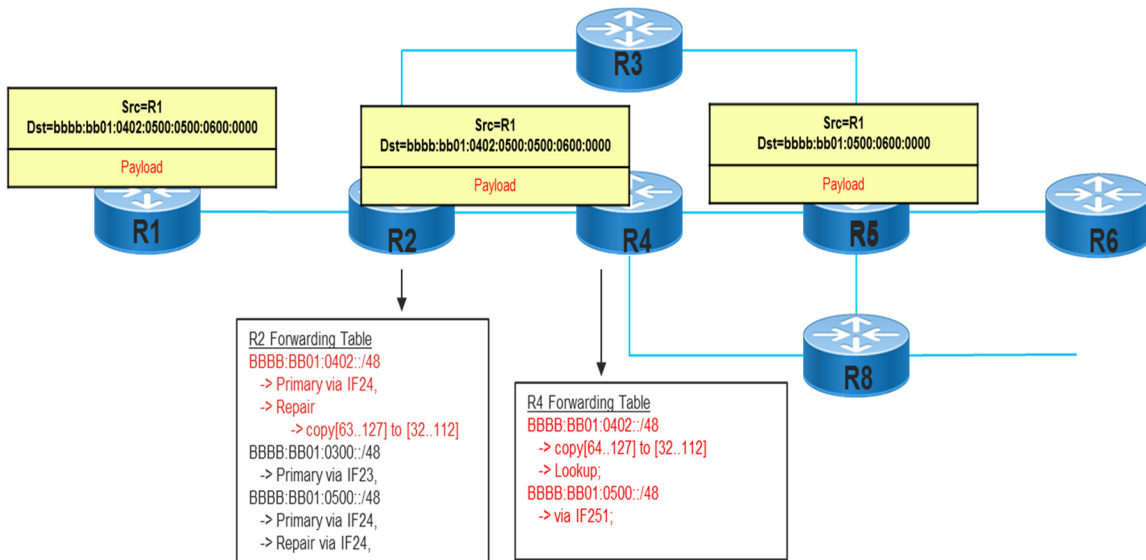 R3
Src=R1
Dst=bbbb:bb01:0402:0500:0500:0600:0000
Payload
Src=R1
Dst=bbbb:bb01:0402:0500:0500:0600:0000
Payload
Src=R1
Dst=bbbb:bb01:0500:0600:0000
Payload
R1
R2
R4
R6
R8
R2 Forwarding Table
BBBB:BB01:0402::/48
-> Primary via IF24,
-> Repair
-> copy[63..127] to [32..112]
BBBB:BB01:0300::/48
-> Primary via IF23,
BBBB:BB01:0500::/48
-> Primary via IF24,
-> Repair via IF24,
R4 Forwarding Table
BBBB:BB01:0402::/48
-> copy[64..127] to [32..112]
-> Lookup;
BBBB:BB01:0500::/48
-> via IF251;